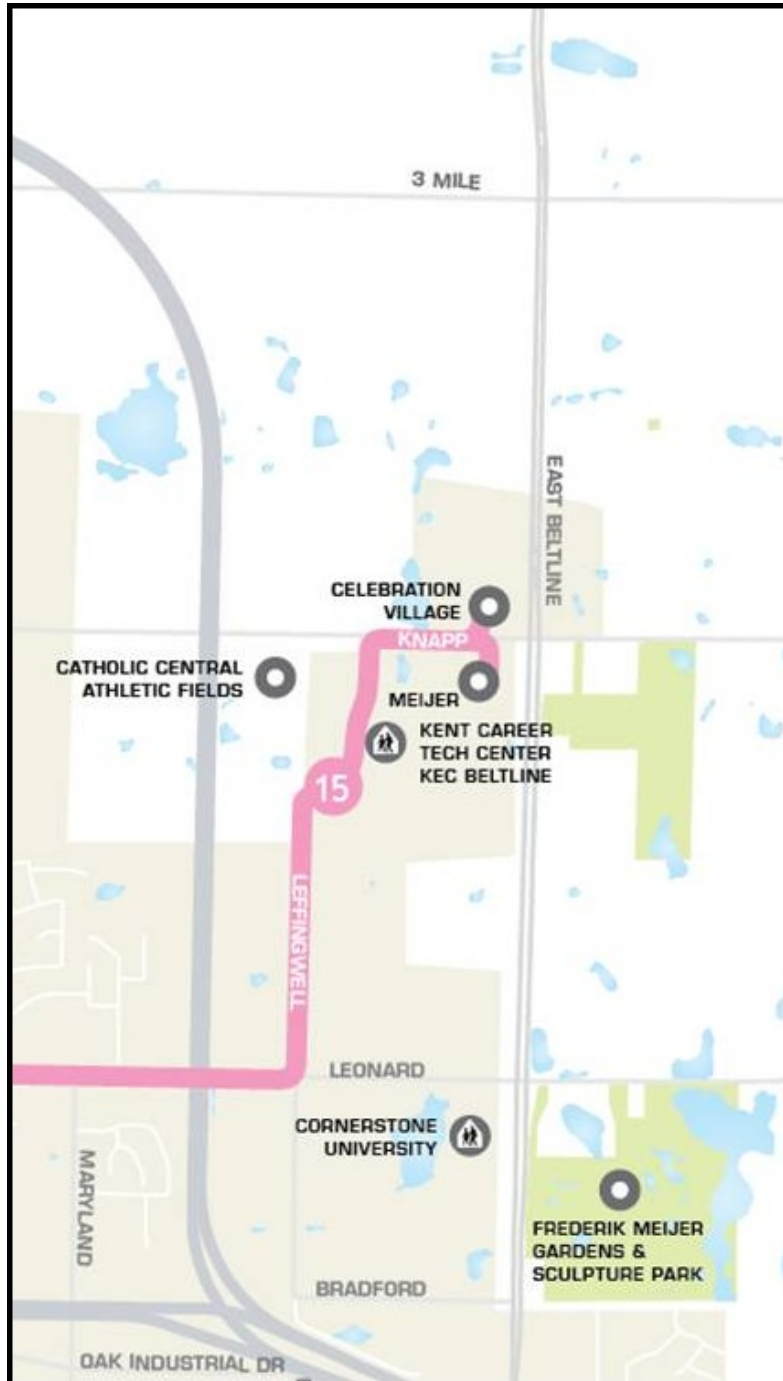 3 MILE
EAST BELTLINE
CELEBRATION
VILLAGE
KNAPP
CATHOLIC CENTRAL
ATHLETIC FIELDS
MEIJER
KENT CAREER
TECH CENTER
KEC BELTLINE
15
LEFFINGWELL
LEONARD
CORNERSTONE
UNIVERSITY
MARYLAND
FREDERIK MEIJER
GARDENS &
SCULPTURE PARK
BRADFORD
OAK INDUSTRIAL DR